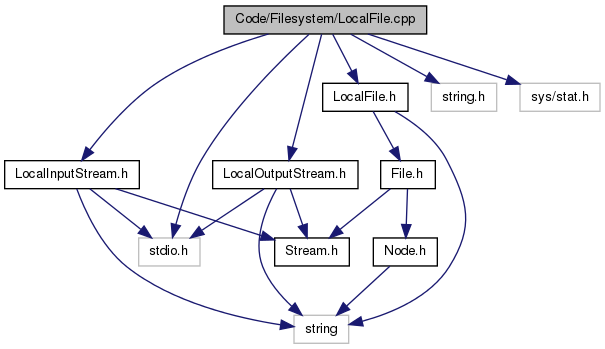 Code/Filesystem/LocalFile.cpp
LocalFile.h
string.h
sys/stat.h
LocalInputStream.h
LocalOutputStream.h
File.h
stdio.h
Stream.h
Node.h
string